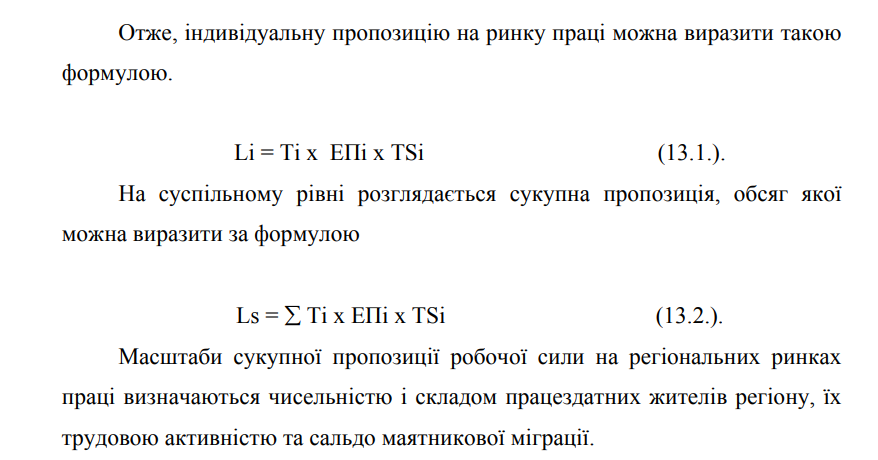 Отже, індивідуальну пропозицію на ринку праці можна виразити такою
формулою.
Li = Ti x ЕПi x TSi (13.1.).
На суспільному рівні розглядається сукупна пропозиція, обсяг якої
можна виразити за формулою
Ls = ∑ Ti x ЕПi x TSi (13.2.).
Масштаби сукупної пропозиції робочої сили на регіональних ринках
праці визначаються чисельністю і складом працездатних жителів регіону, їх
трудовою активністю та сальдо маятникової міграції.